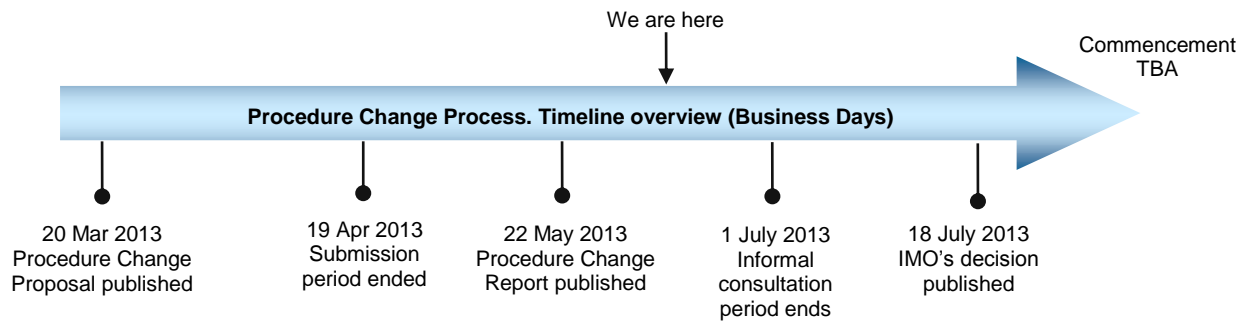 We are here
Commencement
TBA
Procedure Change Process. Timeline overview (Business Days)
20 Mar 2013
Procedure Change
Proposal published
19 Apr 2013
Submission
period ended
22 May 2013
Procedure Change
Report published
1 July 2013
Informal
consultation
period ends
18 July 2013
IMO's decision
published